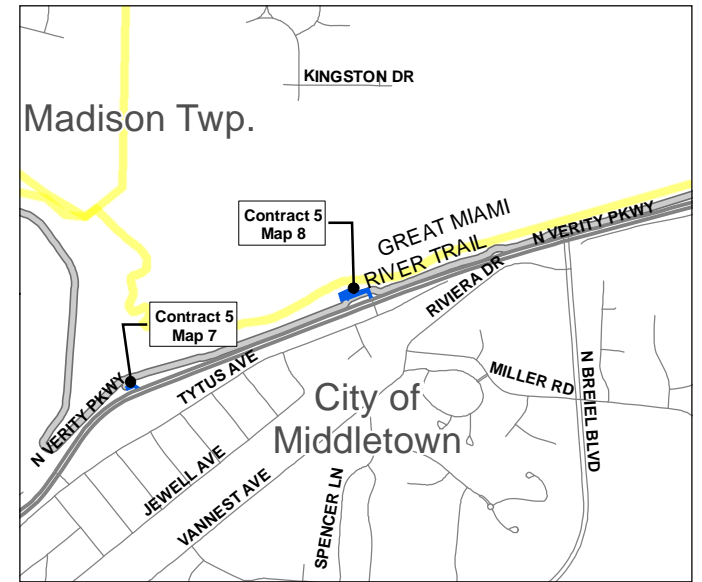 KINGSTON DR
Madison Twp.
Contract 5
Map 8
GREAT MIAMI
RIVER TRAIL
N VERITY PKWY
RIVIERA DR
Contract 5
Map 7
N VERITY PKWY
TYTUS AVE
MILLER RD
N BREIEL BLVD
City of
Middletown
JEWELL AVE
VANNEST AVE
SPENCER LN